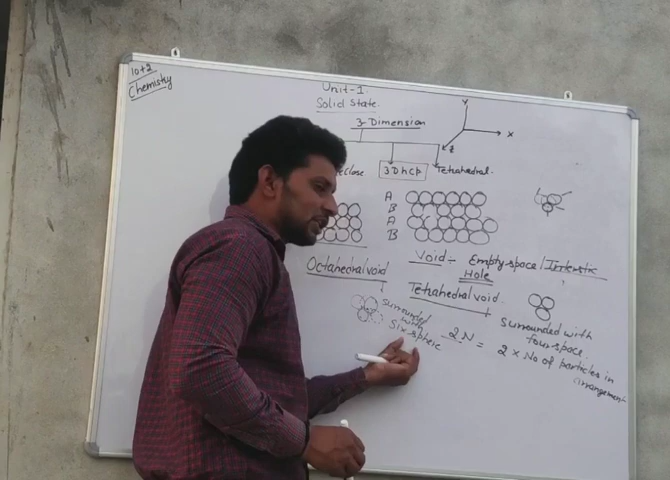 10+2
Chemistry
Unit-1
Solid State
3-Dimension
Y
X
Z
Close
3D hcp
Tetrahedral
A
B
A
B
Void :- Empty space /
Hole
Octahedral void
Tetrahedral void
surrounded
with
Six sphere
Surrounded with
four space
2N = 2 × No of particles in
arrangement